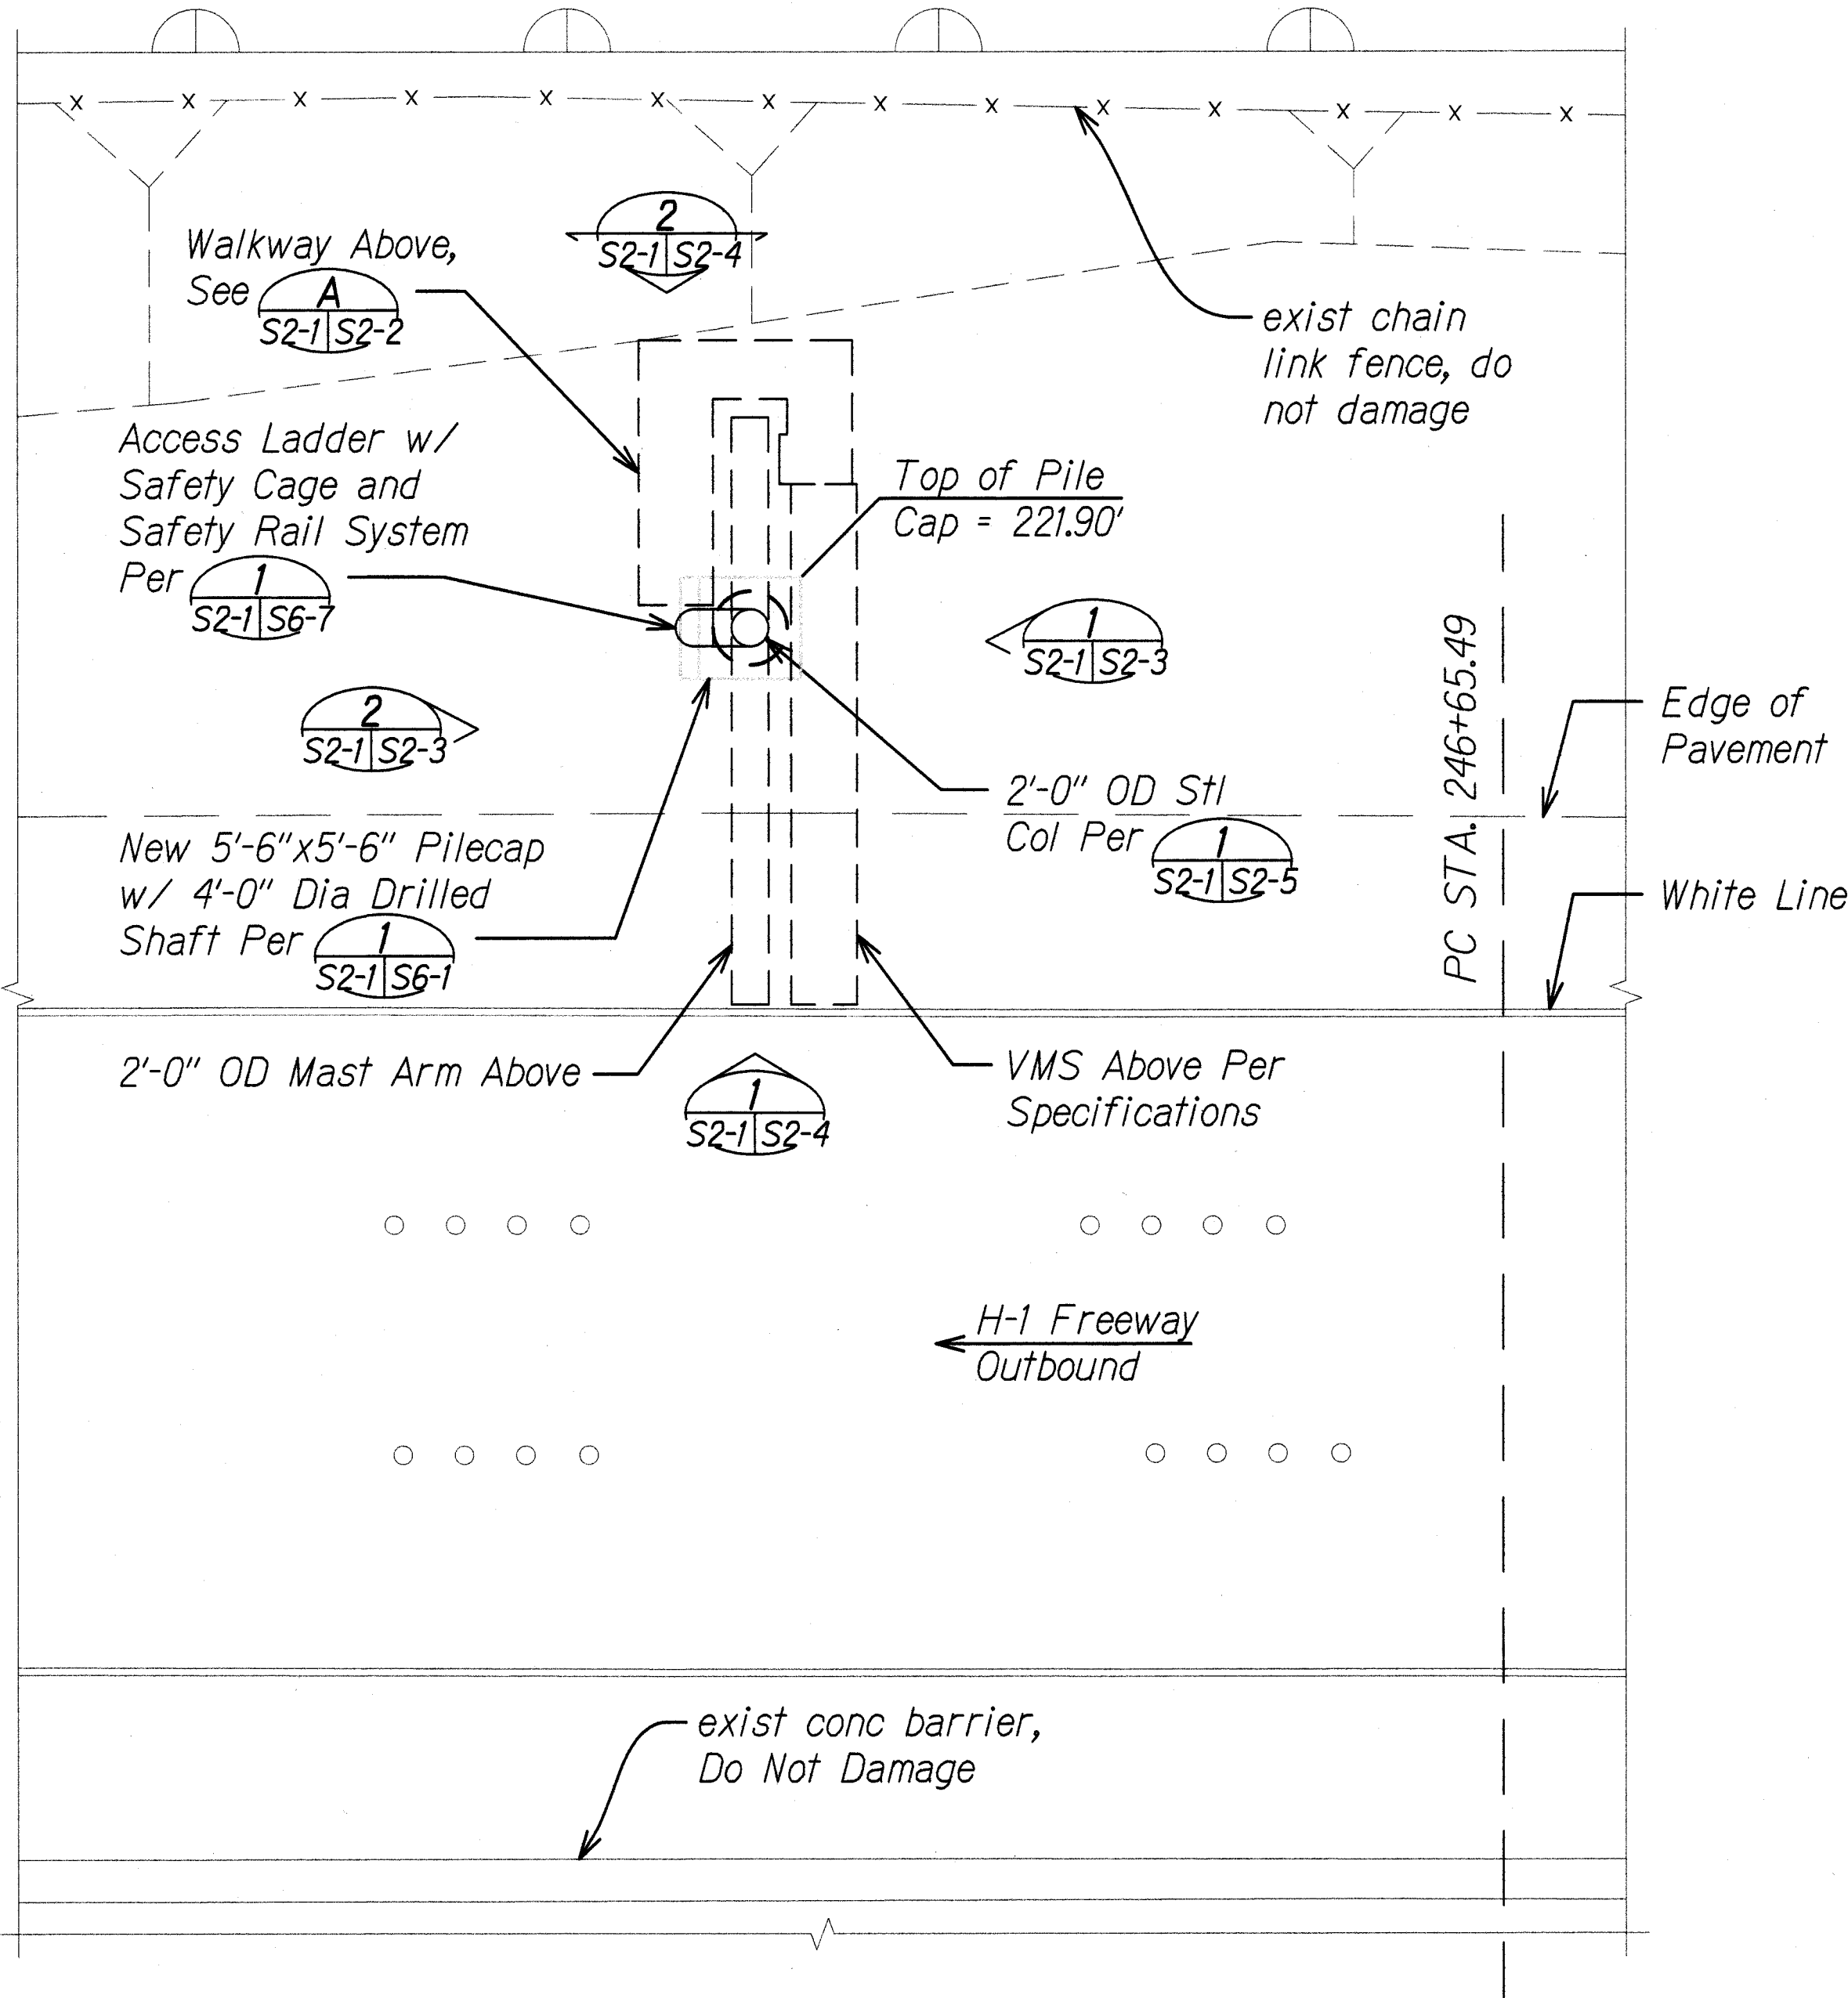 2
S2-1 S2-4
Walkway Above,
See A
S2-1 S2-2
exist chain
link fence, do
not damage
Access Ladder w/
Safety Cage and
Safety Rail System
Per 1
S2-1 S6-7
Top of Pile
Cap = 221.90'
1
S2-1 S2-3
2
S2-1 S2-3
PC STA. 246+65.49
Edge of
Pavement
2'-0" OD Stl
Col Per 1
S2-1 S2-5
New 5'-6"x5'-6" Pilecap
w/ 4'-0" Dia Drilled
Shaft Per 1
S2-1 S6-1
White Line
2'-0" OD Mast Arm Above
1
S2-1 S2-4
VMS Above Per
Specifications
H-1 Freeway
Outbound
exist conc barrier,
Do Not Damage